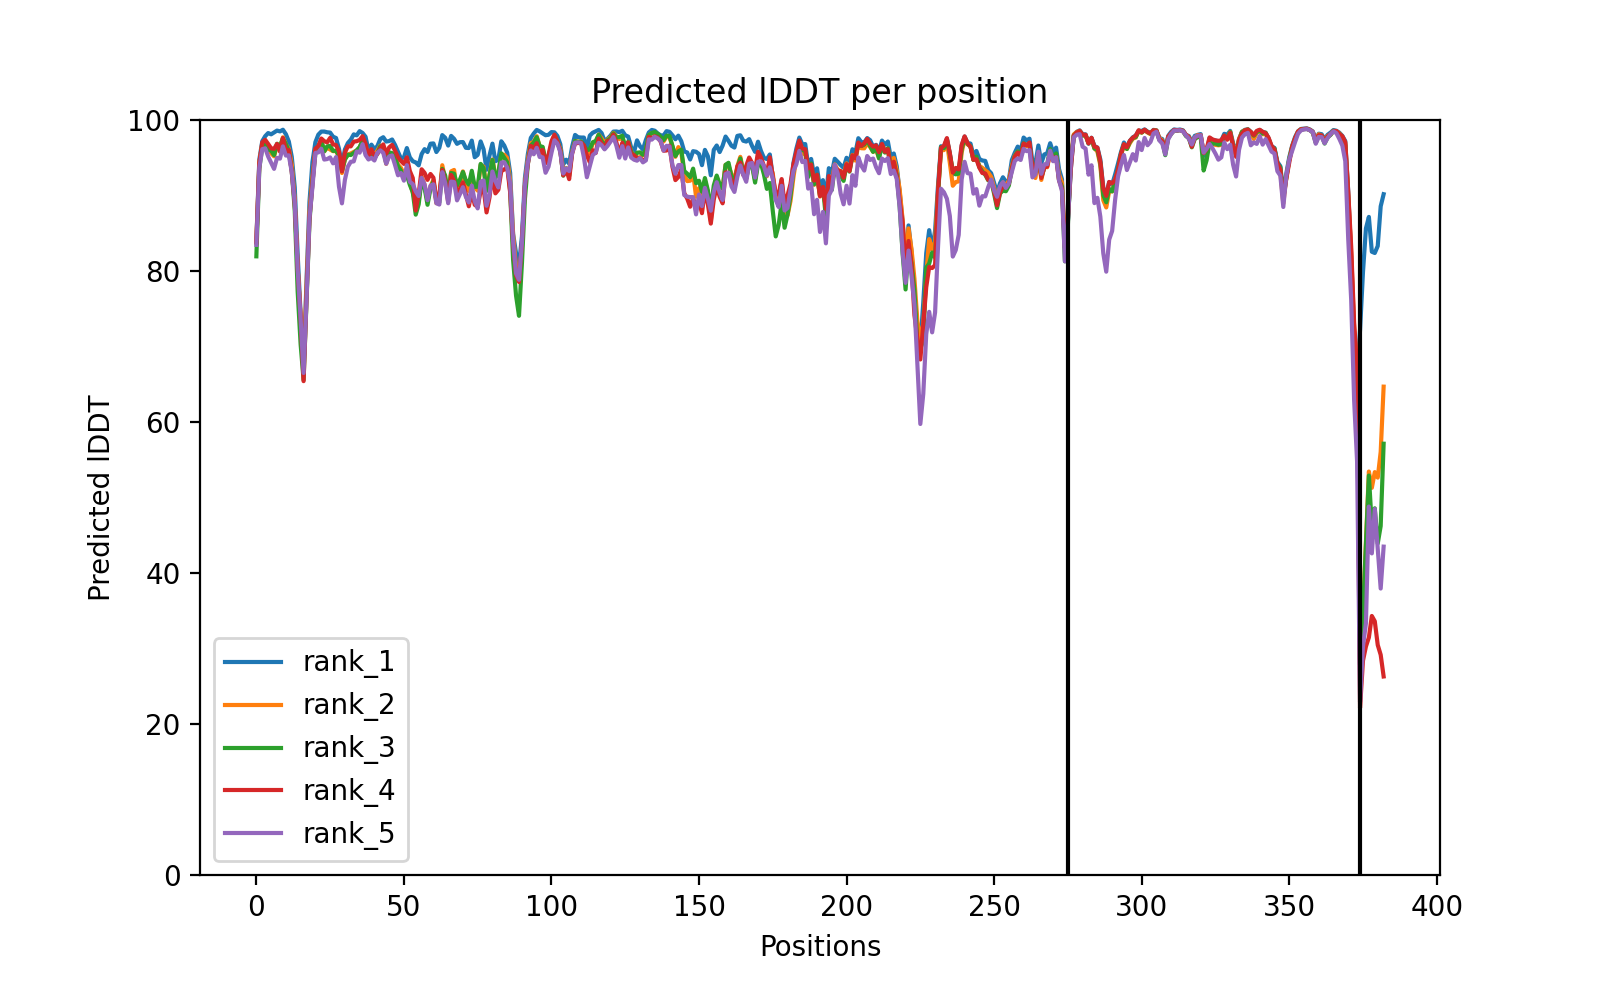 Predicted lDDT per position
100
80
60
40
20
0
Predicted lDDT
rank_1
rank_2
rank_3
rank_4
rank_5
0 50 100 150 200 250 300 350 400
Positions